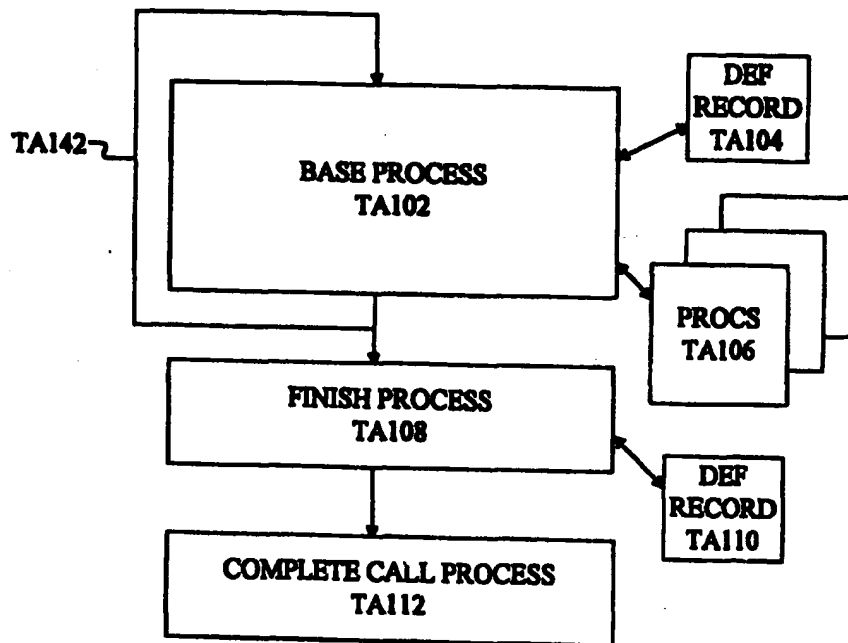 DEF
RECORD
TA104
TA142
BASE PROCESS
TA102
PROCS
TA106
FINISH PROCESS
TA108
DEF
RECORD
TA110
COMPLETE CALL PROCESS
TA112